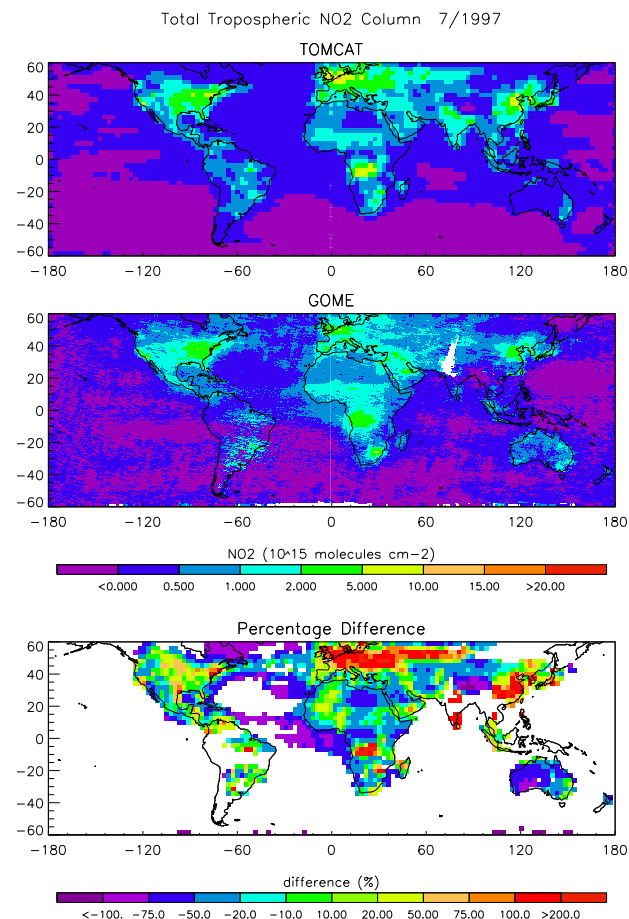 Total Tropospheric NO2 Column 7/1997
TOMCAT
60
40
20
0
−20
−40
−60
−180 −120 −60 0 60 120 180
GOME
60
40
20
0
−20
−40
−60
−180 −120 −60 0 60 120 180
NO2 (10^15 molecules cm−2)
<0.000 0.500 1.000 2.000 5.000 10.00 15.00 >20.00
Percentage Difference
60
40
20
0
−20
−40
−60
−180 −120 −60 0 60 120 180
difference (%)
<−100. −75.0 −50.0 −20.0 −10.0 10.00 20.00 50.00 75.00 100.0 >200.0